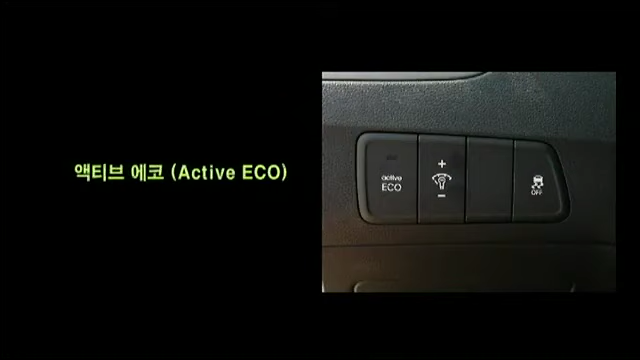 액티브 에코 (Active ECO)
active
ECO
+
−
OFF